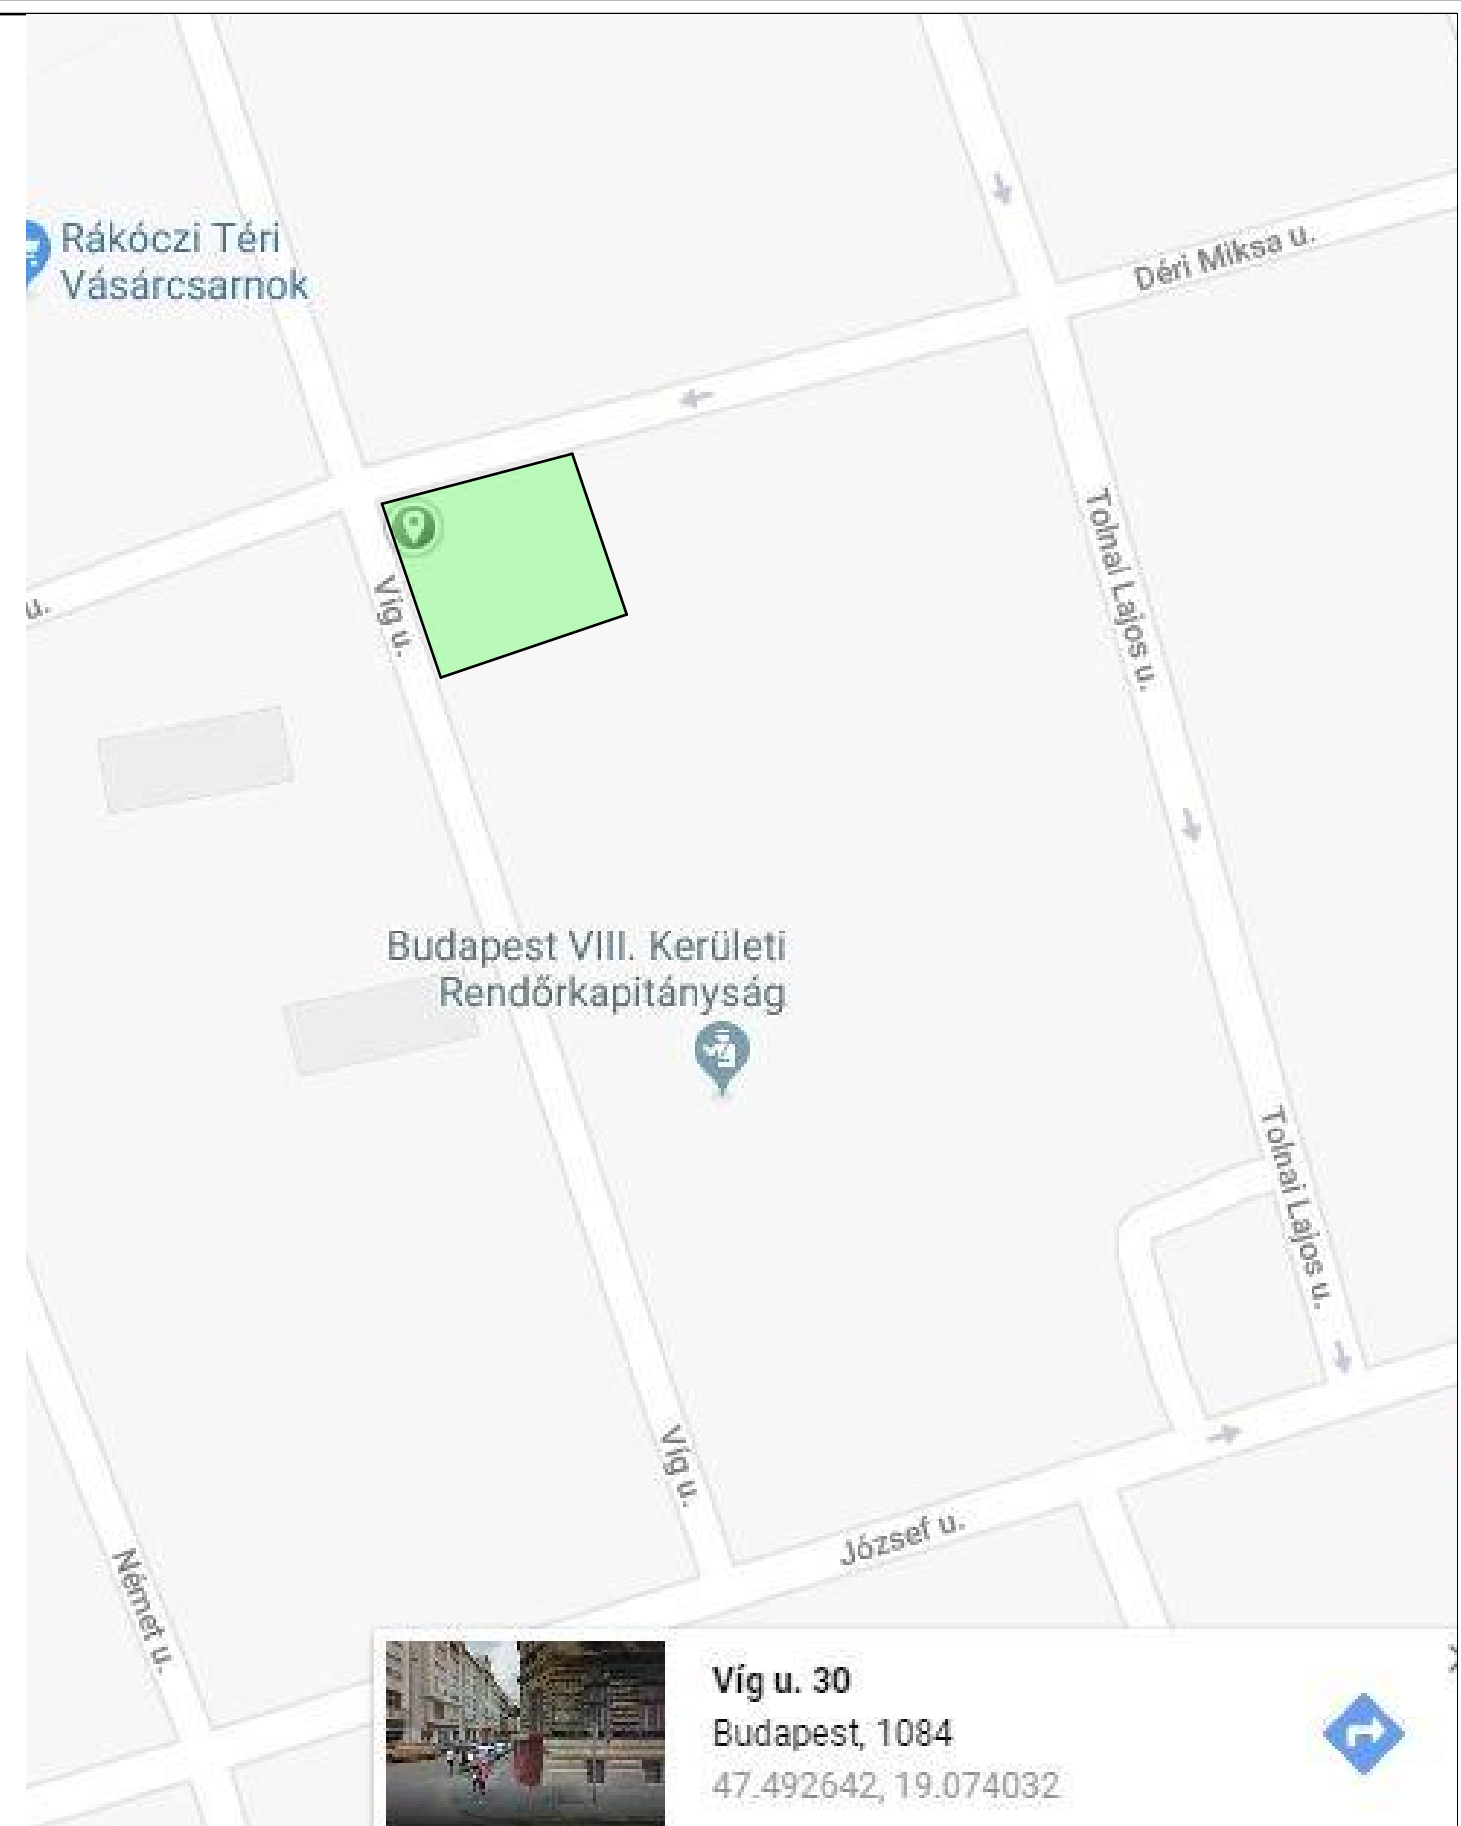 Rákóczi Téri
Vásárcsarnok
Déri Miksa u.
Tolnai Lajos u.
u.
Víg u.
Budapest VIII. Kerületi
Rendőrkapitányság
Tolnai Lajos u.
Víg u.
József u.
Német u.
Víg u. 30
Budapest, 1084
47.492642, 19.074032